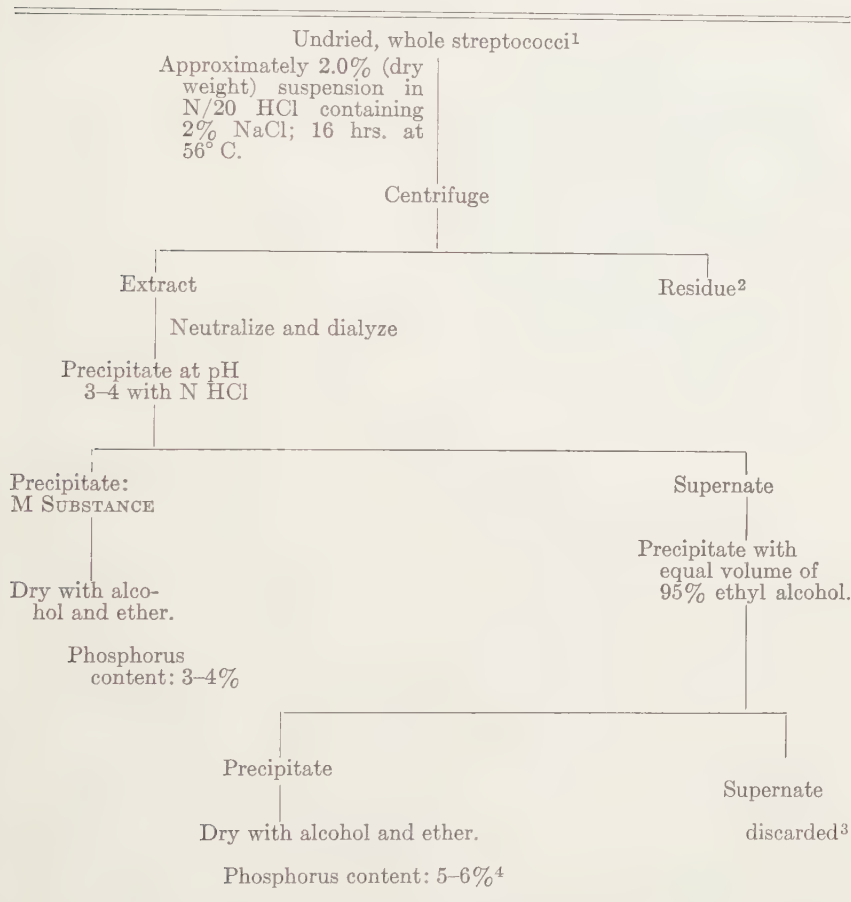 Undried, whole streptococci1
Approximately 2.0% (dry
weight) suspension in
N/20 HCl containing
2% NaCl; 16 hrs. at
56° C.
Centrifuge
Extract
Residue2
Neutralize and dialyze
Precipitate at pH
3–4 with N HCl
Precipitate:
M SUBSTANCE
Supernate
Precipitate with
equal volume of
95% ethyl alcohol.
Dry with alco-
hol and ether.
Phosphorus
content: 3–4%
Precipitate
Supernate
Dry with alcohol and ether.
discarded3
Phosphorus content: 5–6%4